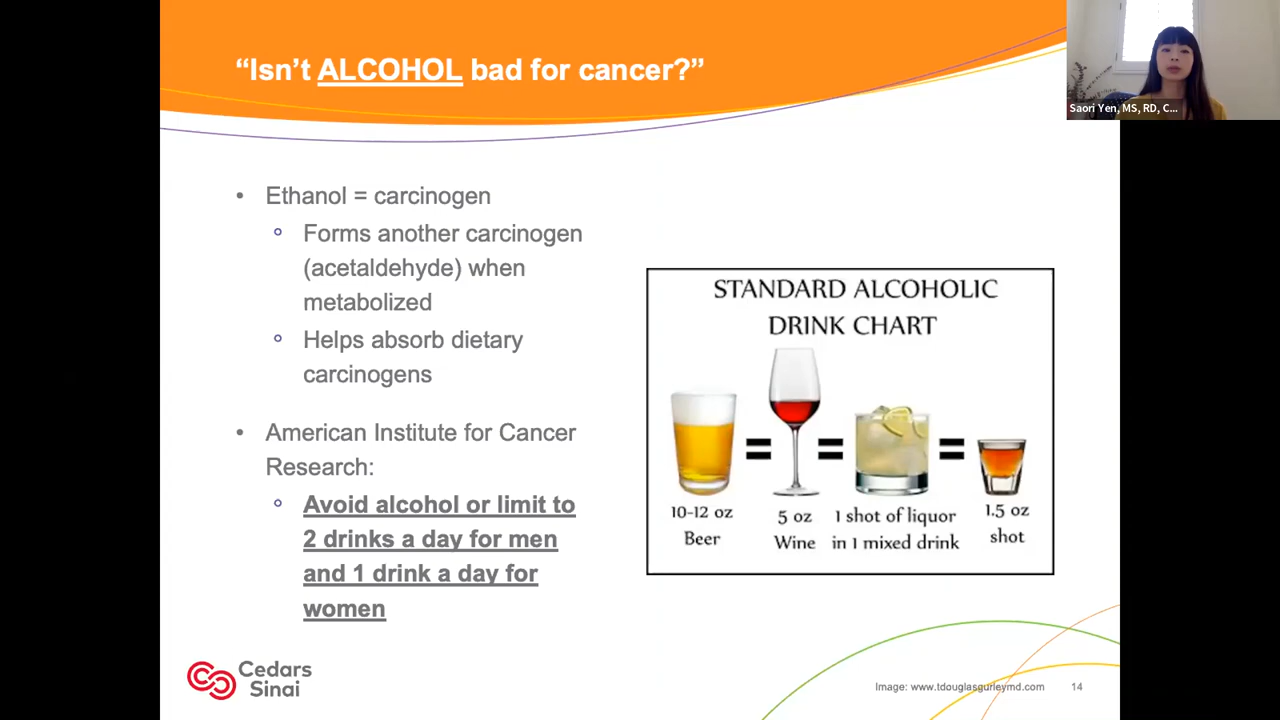 “Isn’t ALCOHOL bad for cancer?”
Saori Yen, MS, RD, C...
• Ethanol = carcinogen
Forms another carcinogen
(acetaldehyde) when
metabolized
Helps absorb dietary
carcinogens
• American Institute for Cancer
Research:
Avoid alcohol or limit to
2 drinks a day for men
and 1 drink a day for
women
STANDARD ALCOHOLIC
DRINK CHART
= = =
10-12 oz
Beer
5 oz
Wine
1 shot of liquor
in 1 mixed drink
1.5 oz
shot
Cedars
Sinai
Image: www.tdouglasgurleymd.com
14